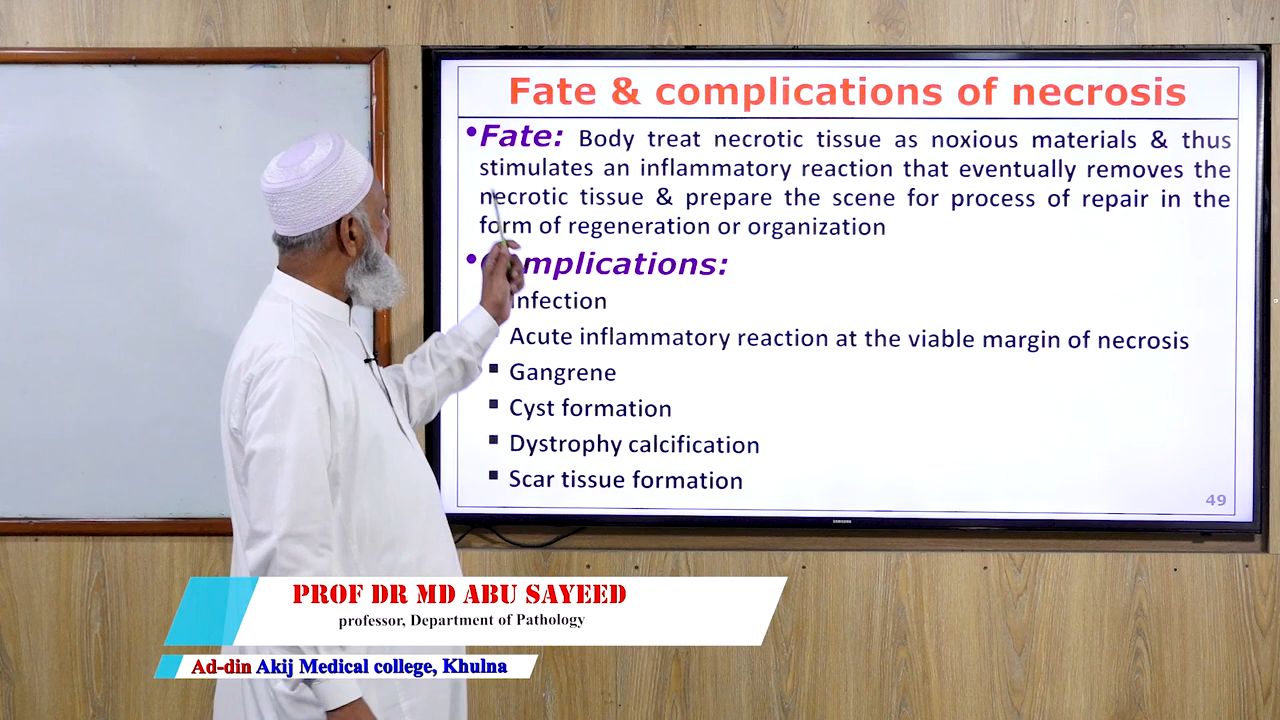 Fate & complications of necrosis
•Fate: Body treat necrotic tissue as noxious materials & thus
stimulates an inflammatory reaction that eventually removes the
necrotic tissue & prepare the scene for process of repair in the
form of regeneration or organization
•mplications:
Infection
Acute inflammatory reaction at the viable margin of necrosis
▪ Gangrene
▪ Cyst formation
▪ Dystrophy calcification
▪ Scar tissue formation
49
SAMSUNG
PROF DR MD ABU SAYEED
professor, Department of Pathology
Ad-din Akij Medical college, Khulna